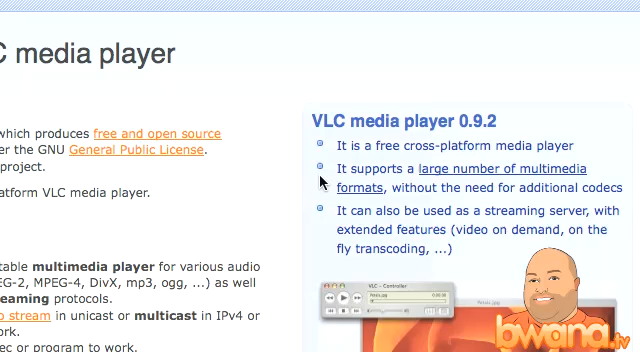 C media player
which produces free and open source
er the GNU General Public License.
project.
atform VLC media player.
table multimedia player for various audio
EG-2, MPEG-4, DivX, mp3, ogg, ...) as well
reaming protocols.
o stream in unicast or multicast in IPv4 or
ork.
ec or program to work.
VLC media player 0.9.2
It is a free cross-platform media player
It supports a large number of multimedia
formats, without the need for additional codecs
It can also be used as a streaming server, with
extended features (video on demand, on the
fly transcoding, ...)
VLC – Controller
bwana.tv